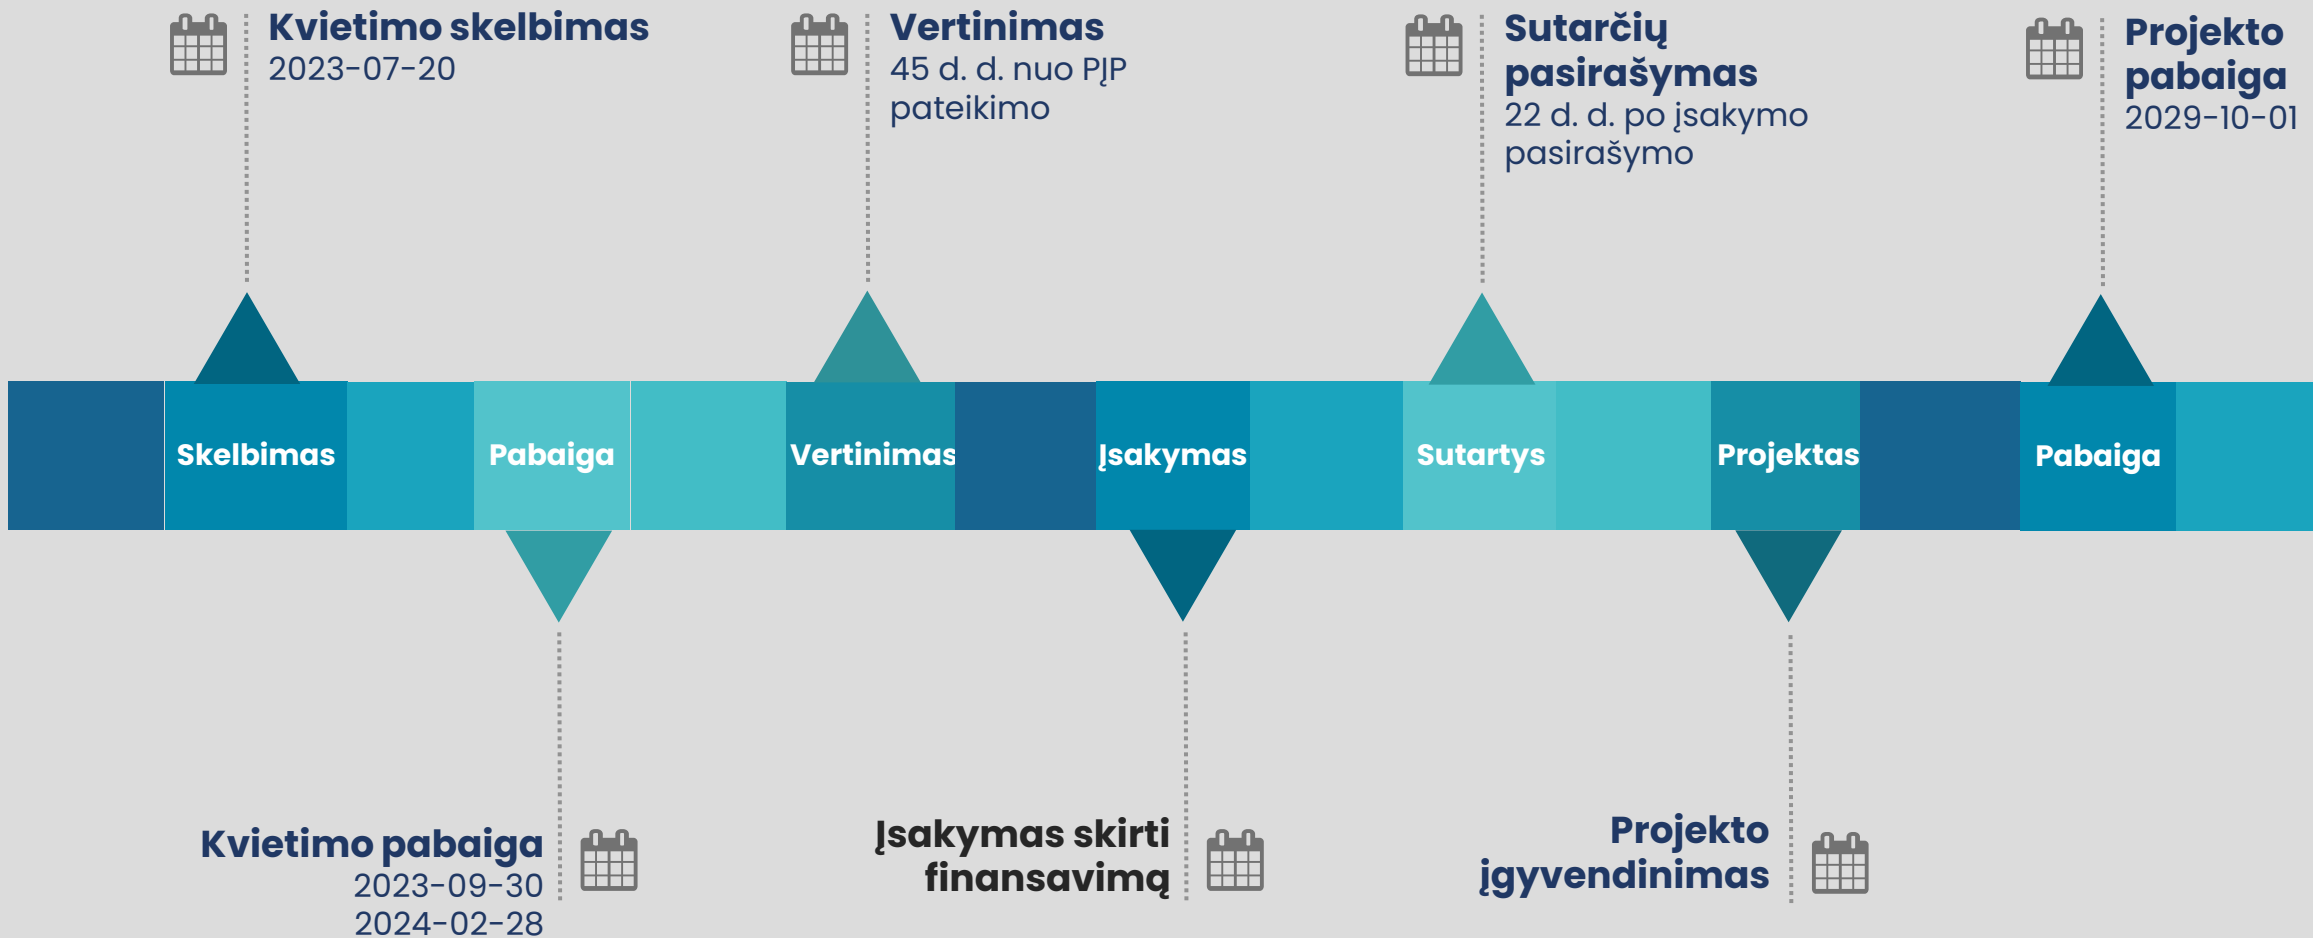 Kvietimo skelbimas
2023-07-20
Vertinimas
45 d. d. nuo PĮP
pateikimo
Sutarčių
pasirašymas
22 d. d. po įsakymo
pasirašymo
Projekto
pabaiga
2029-10-01
Skelbimas
Pabaiga
Vertinimas
Įsakymas
Sutartys
Projektas
Pabaiga
Kvietimo pabaiga
2023-09-30
2024-02-28
Įsakymas skirti
finansavimą
Projekto
įgyvendinimas